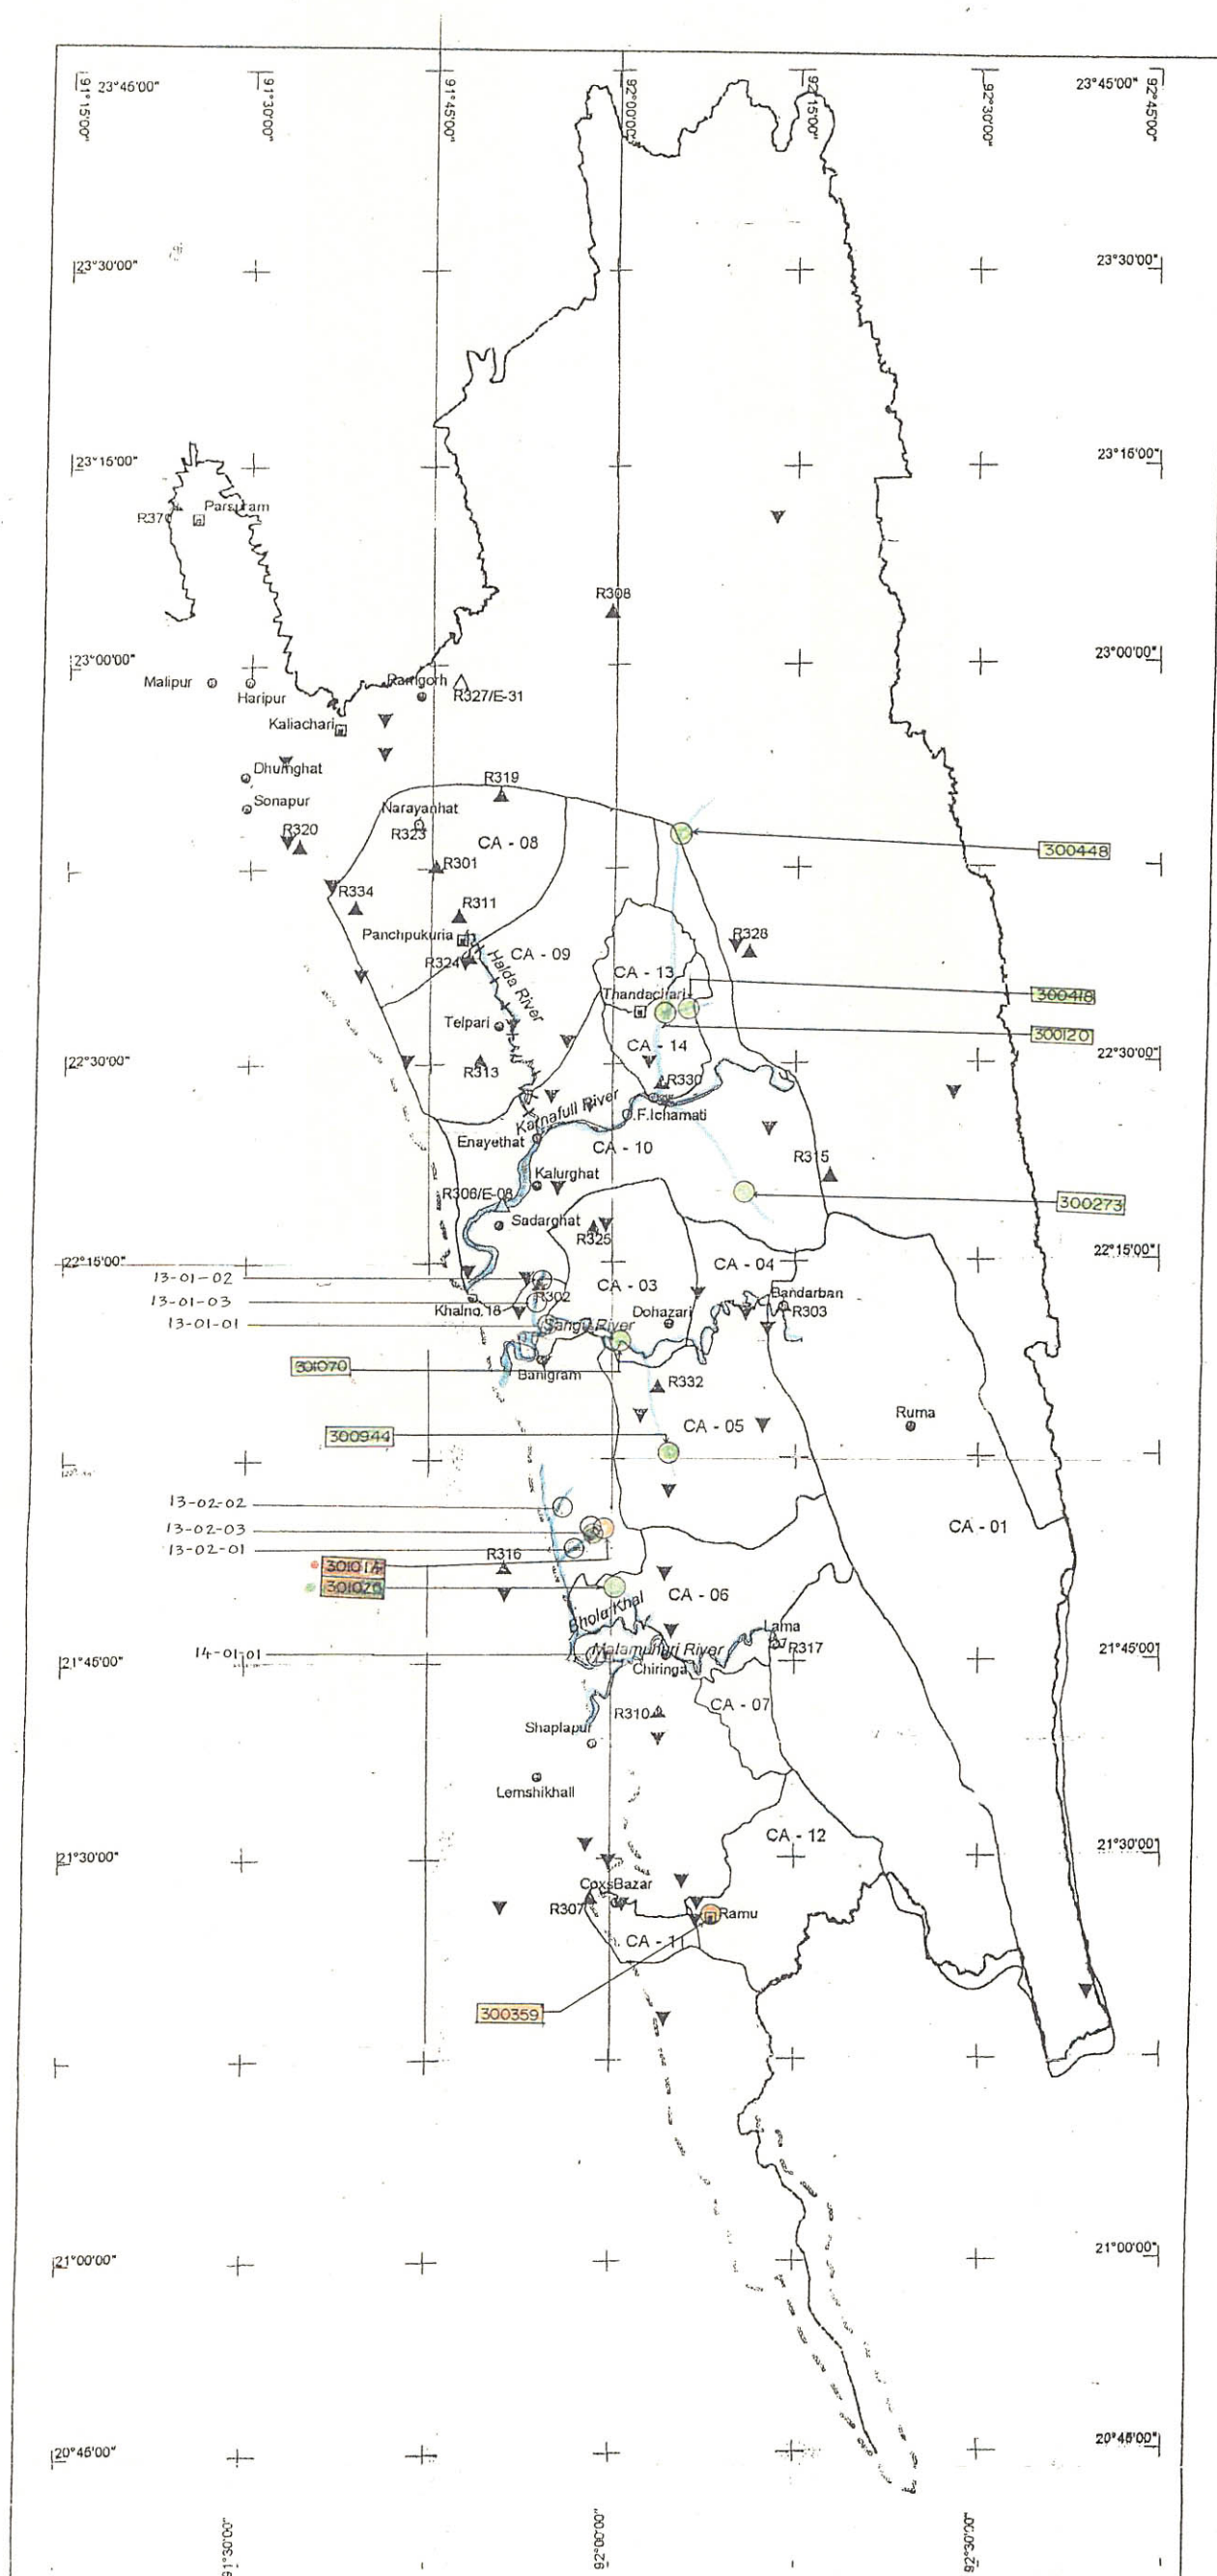 91°15'00"
23°45'00"
91°30'00"
91°45'00"
92°00'00"
92°15'00"
92°30'00"
23°45'00"
92°45'00"
23°30'00"
23°30'00"
23°15'00"
23°15'00"
Parsuram
R308
23°00'00"
23°00'00"
Malipur
Haripur
Ramgorh
R327/E-31
Kaliachari
Dhumghat
R319
Sonapur
Narayanhat
R320
R323
CA - 08
300448
R301
R334
R311
Panchpukuria
R328
R324
CA - 09
Halda River
CA - 13
Thandachari
300418
Telpari
300120
CA - 14
22°30'00"
22°30'00"
R313
R330
Karnafull River
O.F.Ichamati
Enayethat
CA - 10
R315
Kalurghat
R306/E-08
300273
Sadarghat
R325
22°15'00"
22°15'00"
CA - 04
13-01-02
CA - 03
R302
Bandarban
13-01-03
Khalno.18
Dohazari
R303
13-01-01
Sangu River
301070
Banigram
R332
Ruma
CA - 05
300944
13-02-02
13-02-03
CA - 01
13-02-01
R316
CA - 06
Bholu Khal
Lama
14-01-01
Matamuhuri River
R317
21°45'00"
21°45'00"
Chiringa
CA - 07
R310
Shaplapur
Lemshikhall
CA - 12
21°30'00"
21°30'00"
CoxsBazar
R307
Ramu
CA - 11
300359
21°00'00"
21°00'00"
20°45'00"
20°45'00"
91°30'00"
92°00'00"
92°30'00"